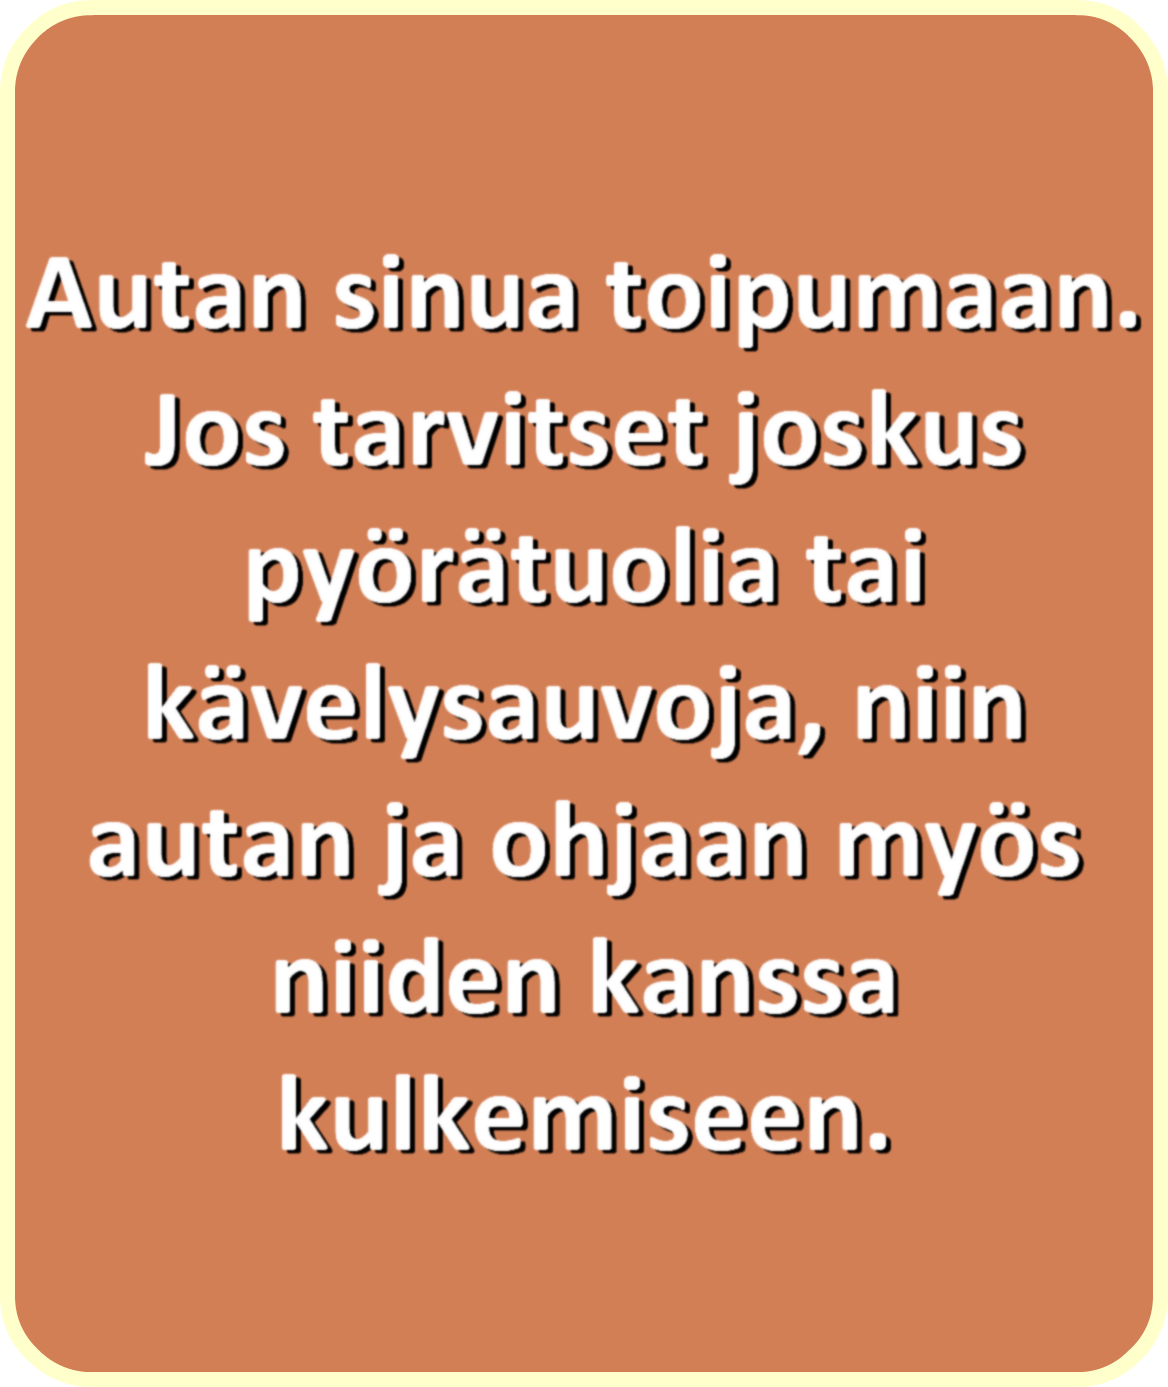 Autan sinua toipumaan.
Jos tarvitset joskus
pyörätuolia tai
kävelysauvoja, niin
autan ja ohjaan myös
niiden kanssa
kulkemiseen.